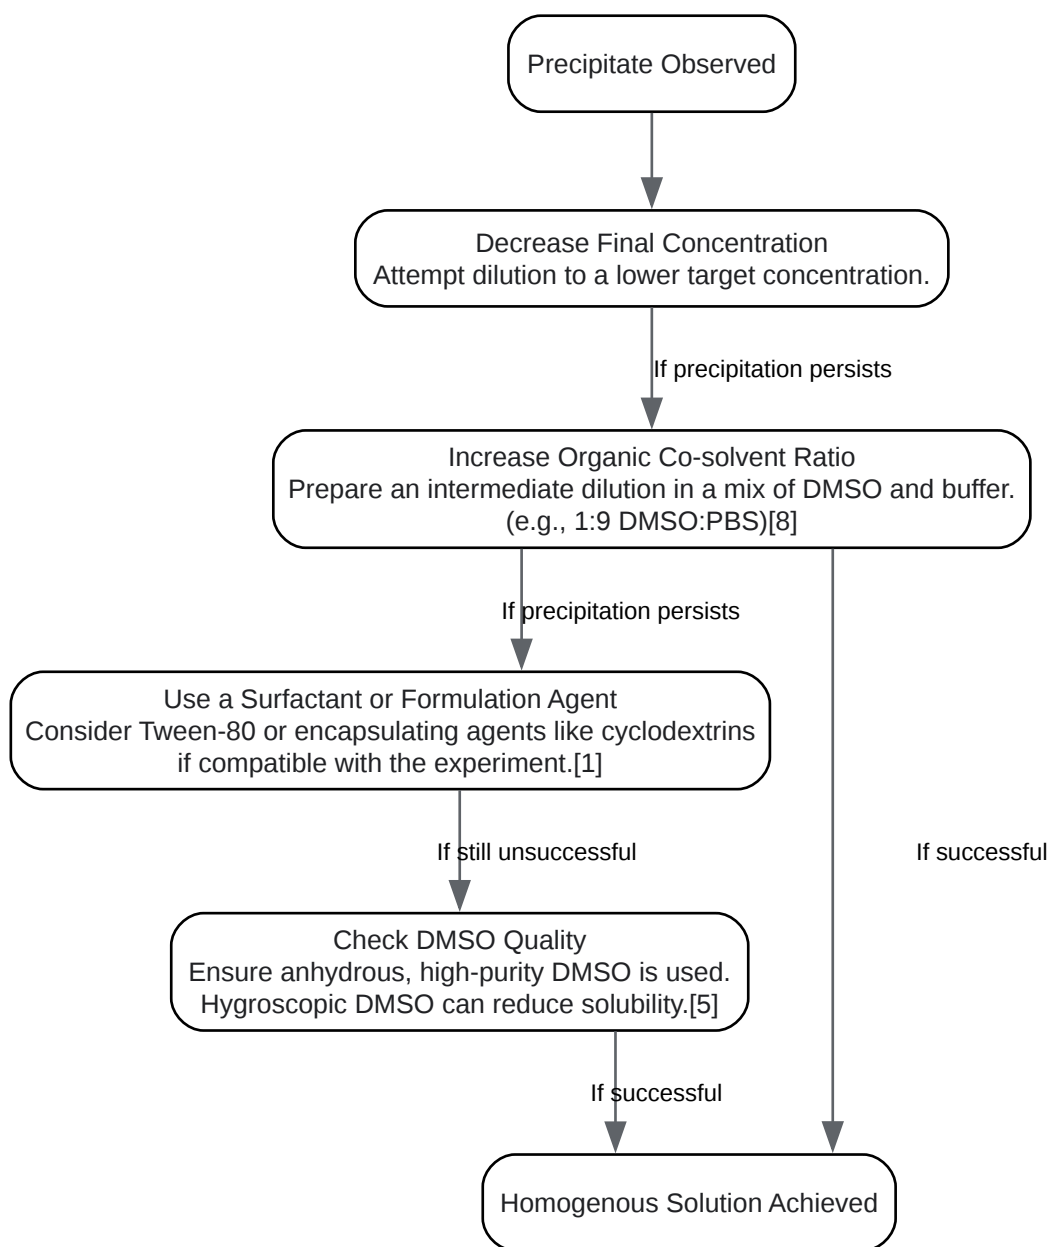 Precipitate Observed
Decrease Final Concentration
Attempt dilution to a lower target concentration.
If precipitation persists
Increase Organic Co-solvent Ratio
Prepare an intermediate dilution in a mix of DMSO and buffer.
(e.g., 1:9 DMSO:PBS)[8]
If precipitation persists
Use a Surfactant or Formulation Agent
Consider Tween-80 or encapsulating agents like cyclodextrins
if compatible with the experiment.[1]
If still unsuccessful
If successful
Check DMSO Quality
Ensure anhydrous, high-purity DMSO is used.
Hygroscopic DMSO can reduce solubility.[5]
If successful
Homogenous Solution Achieved